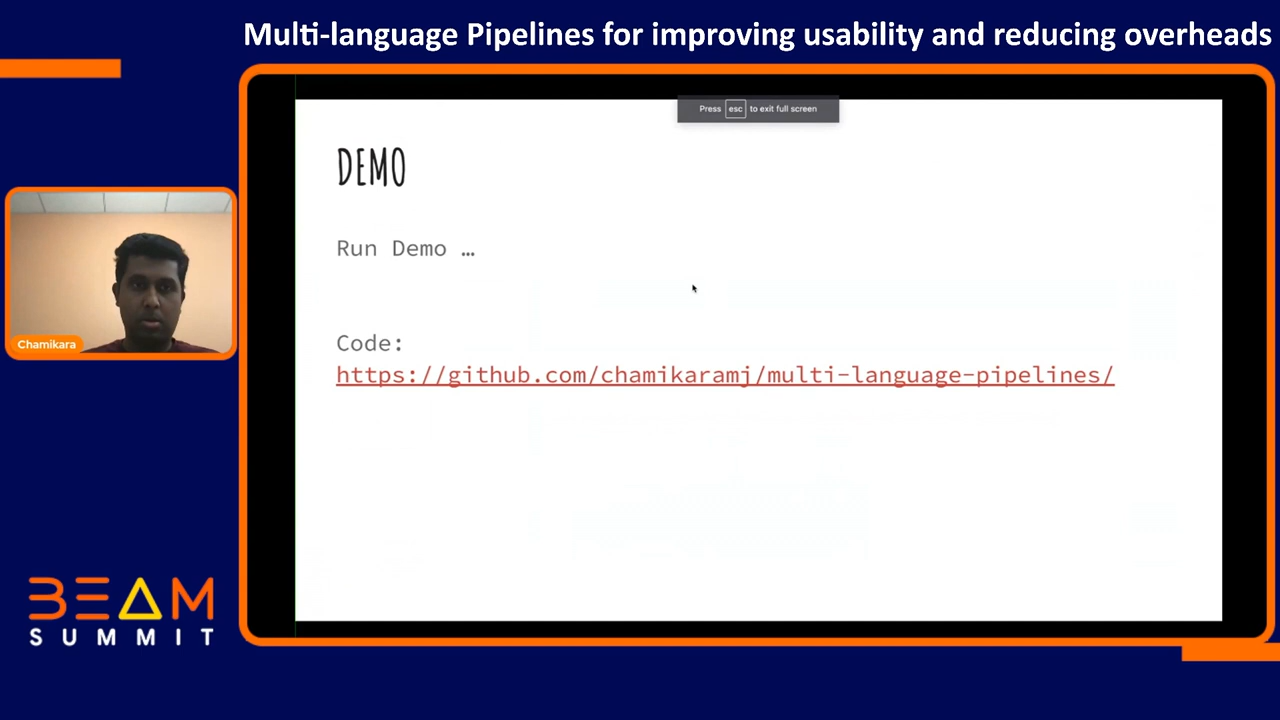 Multi-language Pipelines for improving usability and reducing overheads
Press esc to exit full screen
DEMO
Run Demo …
Chamikara
Code:
https://github.com/chamikaramj/multi-language-pipelines/
BEAM
SUMMIT